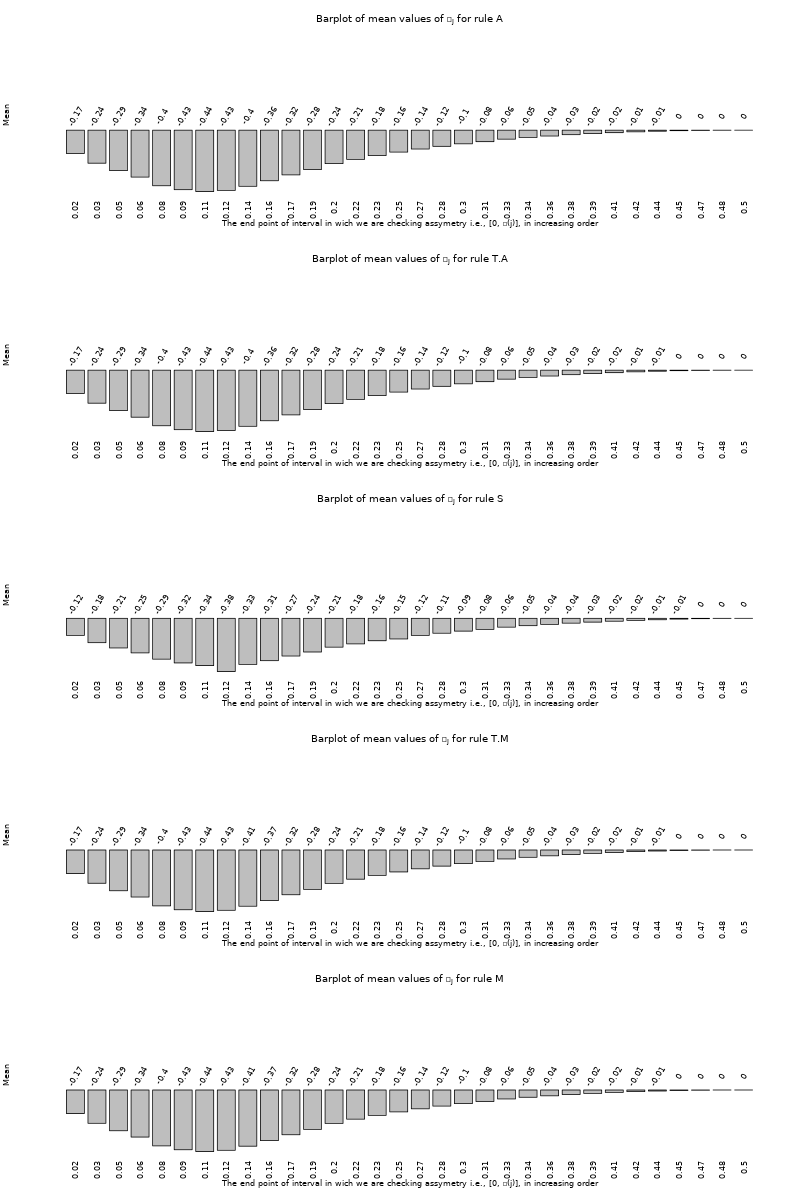 Barplot of mean values of □j for rule A
Mean
-0.17 -0.24 -0.29 -0.34 -0.4 -0.43 -0.44 -0.43 -0.4 -0.36 -0.32 -0.28 -0.24 -0.21 -0.18 -0.16 -0.14 -0.12 -0.1 -0.08 -0.06 -0.05 -0.04 -0.03 -0.02 -0.02 -0.01 -0.01 0 0 0 0
0.02 0.03 0.05 0.06 0.08 0.09 0.11 0.12 0.14 0.16 0.17 0.19 0.2 0.22 0.23 0.25 0.27 0.28 0.3 0.31 0.33 0.34 0.36 0.38 0.39 0.41 0.42 0.44 0.45 0.47 0.48 0.5
The end point of interval in wich we are checking assymetry i.e., [0, □(j)], in increasing order
Barplot of mean values of □j for rule T.A
Mean
-0.17 -0.24 -0.29 -0.34 -0.4 -0.43 -0.44 -0.43 -0.4 -0.36 -0.32 -0.28 -0.24 -0.21 -0.18 -0.16 -0.14 -0.12 -0.1 -0.08 -0.06 -0.05 -0.04 -0.03 -0.02 -0.02 -0.01 -0.01 0 0 0 0
0.02 0.03 0.05 0.06 0.08 0.09 0.11 0.12 0.14 0.16 0.17 0.19 0.2 0.22 0.23 0.25 0.27 0.28 0.3 0.31 0.33 0.34 0.36 0.38 0.39 0.41 0.42 0.44 0.45 0.47 0.48 0.5
The end point of interval in wich we are checking assymetry i.e., [0, □(j)], in increasing order
Barplot of mean values of □j for rule S
Mean
-0.12 -0.18 -0.21 -0.25 -0.29 -0.32 -0.34 -0.38 -0.33 -0.31 -0.27 -0.24 -0.21 -0.18 -0.16 -0.15 -0.12 -0.11 -0.09 -0.08 -0.06 -0.05 -0.04 -0.04 -0.03 -0.02 -0.02 -0.01 -0.01 0 0 0
0.02 0.03 0.05 0.06 0.08 0.09 0.11 0.12 0.14 0.16 0.17 0.19 0.2 0.22 0.23 0.25 0.27 0.28 0.3 0.31 0.33 0.34 0.36 0.38 0.39 0.41 0.42 0.44 0.45 0.47 0.48 0.5
The end point of interval in wich we are checking assymetry i.e., [0, □(j)], in increasing order
Barplot of mean values of □j for rule T.M
Mean
-0.17 -0.24 -0.29 -0.34 -0.4 -0.43 -0.44 -0.43 -0.41 -0.37 -0.32 -0.28 -0.24 -0.21 -0.18 -0.16 -0.14 -0.12 -0.1 -0.08 -0.06 -0.05 -0.04 -0.03 -0.02 -0.02 -0.01 -0.01 0 0 0 0
0.02 0.03 0.05 0.06 0.08 0.09 0.11 0.12 0.14 0.16 0.17 0.19 0.2 0.22 0.23 0.25 0.27 0.28 0.3 0.31 0.33 0.34 0.36 0.38 0.39 0.41 0.42 0.44 0.45 0.47 0.48 0.5
The end point of interval in wich we are checking assymetry i.e., [0, □(j)], in increasing order
Barplot of mean values of □j for rule M
Mean
-0.17 -0.24 -0.29 -0.34 -0.4 -0.43 -0.44 -0.43 -0.41 -0.37 -0.32 -0.28 -0.24 -0.21 -0.18 -0.16 -0.14 -0.12 -0.1 -0.08 -0.06 -0.05 -0.04 -0.03 -0.02 -0.02 -0.01 -0.01 0 0 0 0
0.02 0.03 0.05 0.06 0.08 0.09 0.11 0.12 0.14 0.16 0.17 0.19 0.2 0.22 0.23 0.25 0.27 0.28 0.3 0.31 0.33 0.34 0.36 0.38 0.39 0.41 0.42 0.44 0.45 0.47 0.48 0.5
The end point of interval in wich we are checking assymetry i.e., [0, □(j)], in increasing order